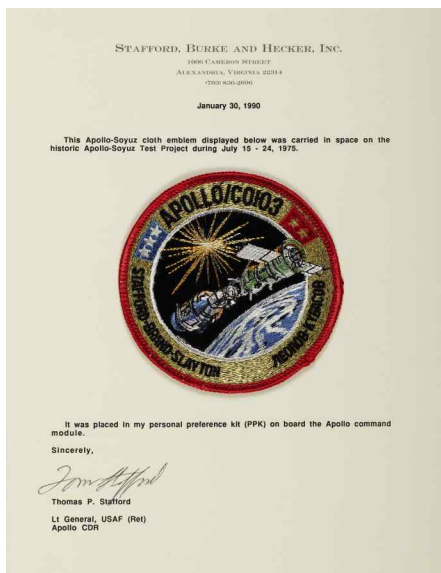 STAFFORD, BURKE AND HECKER, INC.
1006 CAMERON STREET
ALEXANDRIA, VIRGINIA 22314
(703)
January 30, 1990
This Apollo-Soyuz cloth emblem displayed below was carried in space on the
historic Apollo-Soyuz Test Project during July 15 - 24, 1975.
APOLLO/СОЮЗ
STAFFORD-BRAND-SLAYTON
ЛЕОНОВ-КУБАСОВ
It was placed in my personal preference kit (PPK) on board the Apollo command
module.
Sincerely,
Tom Stafford
Thomas P. Stafford
Lt General, USAF (Ret)
Apollo CDR